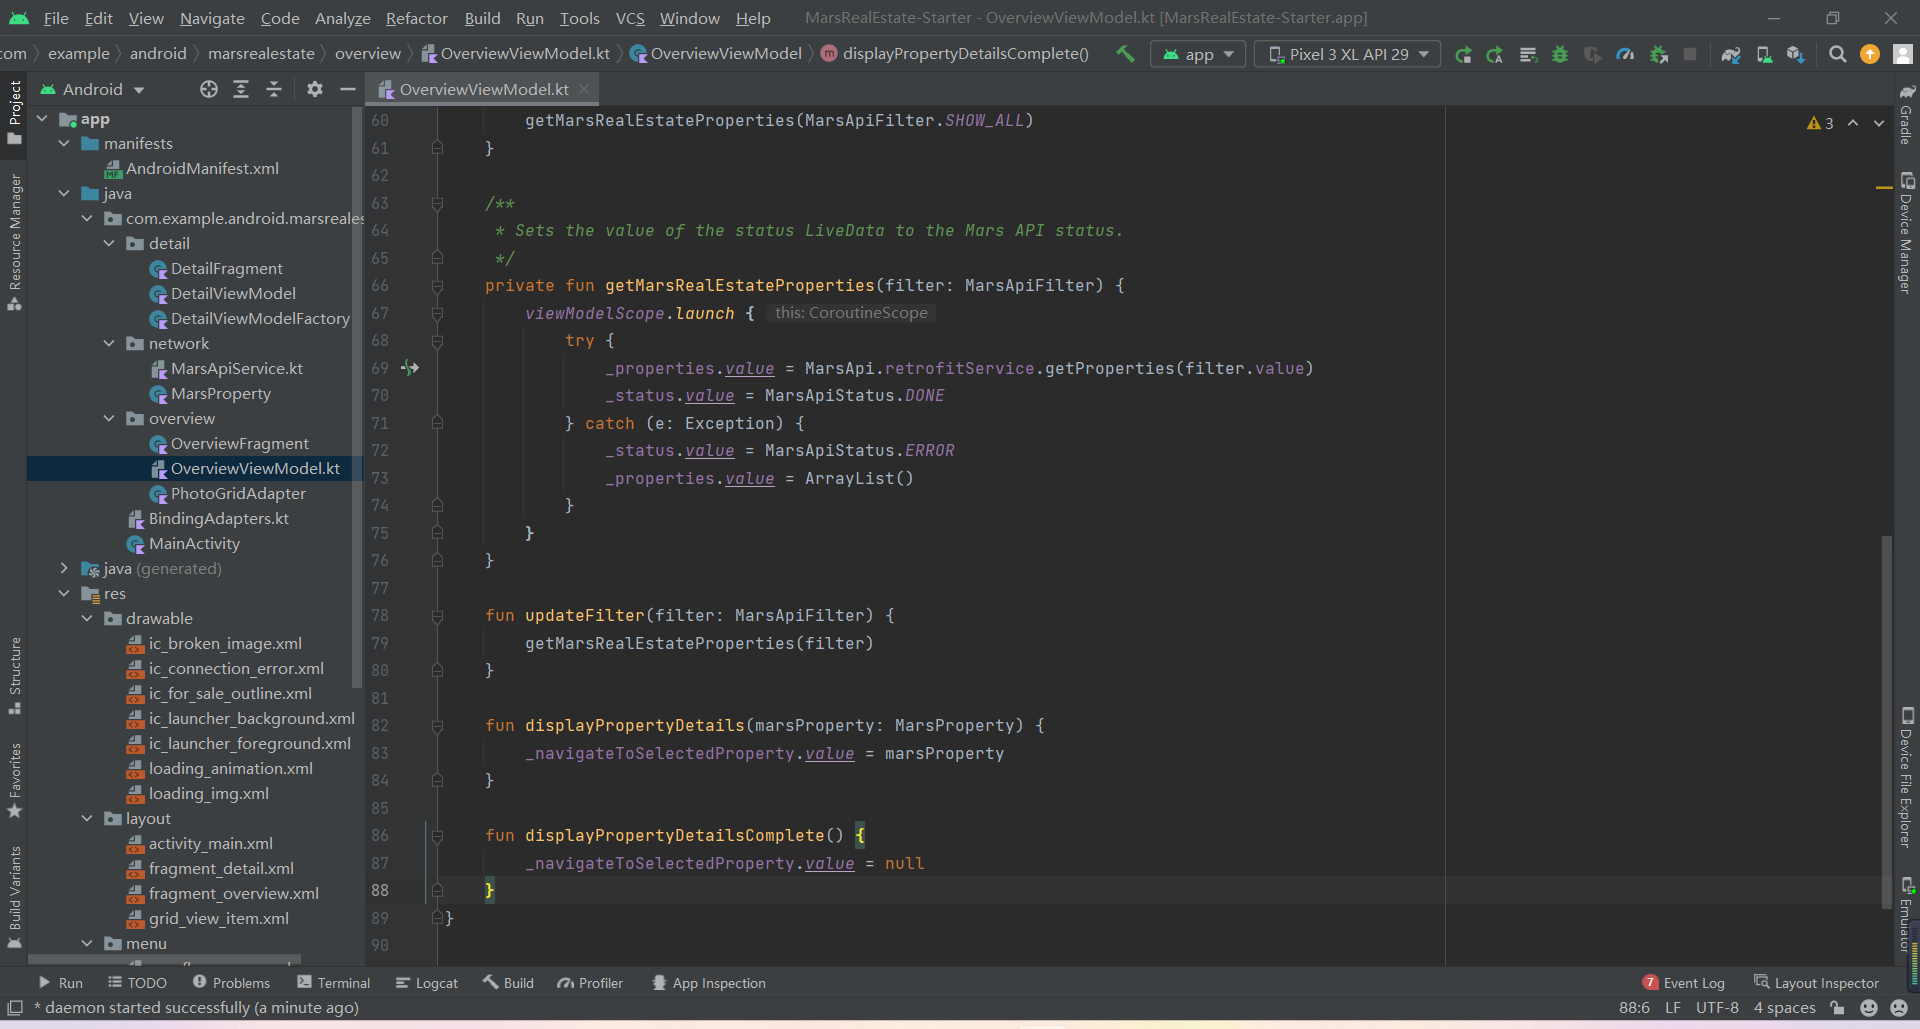 File Edit View Navigate Code Analyze Refactor Build Run Tools VCS Window Help MarsRealEstate-Starter - OverviewViewModel.kt [MarsRealEstate-Starter.app]
com example android marsrealestate overview OverviewViewModel.kt OverviewViewModel displayPropertyDetailsComplete() app Pixel 3 XL API 29
Android
OverviewViewModel.kt
Project
Resource Manager
Structure
Favorites
Build Variants
app
manifests
AndroidManifest.xml
java
com.example.android.marsreales
detail
DetailFragment
DetailViewModel
DetailViewModelFactory
network
MarsApiService.kt
MarsProperty
overview
OverviewFragment
OverviewViewModel.kt
PhotoGridAdapter
BindingAdapters.kt
MainActivity
java (generated)
res
drawable
ic_broken_image.xml
ic_connection_error.xml
ic_for_sale_outline.xml
ic_launcher_background.xml
ic_launcher_foreground.xml
loading_animation.xml
loading_img.xml
layout
activity_main.xml
fragment_detail.xml
fragment_overview.xml
grid_view_item.xml
menu
60 getMarsRealEstateProperties(MarsApiFilter.SHOW_ALL)
61 }
62
63 /**
64 * Sets the value of the status LiveData to the Mars API status.
65 */
66 private fun getMarsRealEstateProperties(filter: MarsApiFilter) {
67 viewModelScope.launch { this: CoroutineScope
68 try {
69 _properties.value = MarsApi.retrofitService.getProperties(filter.value)
70 _status.value = MarsApiStatus.DONE
71 } catch (e: Exception) {
72 _status.value = MarsApiStatus.ERROR
73 _properties.value = ArrayList()
74 }
75 }
76 }
77
78 fun updateFilter(filter: MarsApiFilter) {
79 getMarsRealEstateProperties(filter)
80 }
81
82 fun displayPropertyDetails(marsProperty: MarsProperty) {
83 _navigateToSelectedProperty.value = marsProperty
84 }
85
86 fun displayPropertyDetailsComplete() {
87 _navigateToSelectedProperty.value = null
88 }
89 }
90
3
Gradle
Device Manager
Device File Explorer
Emulator
Run TODO Problems Terminal Logcat Build Profiler App Inspection 7 Event Log Layout Inspector
* daemon started successfully (a minute ago) 88:6 LF UTF-8 4 spaces